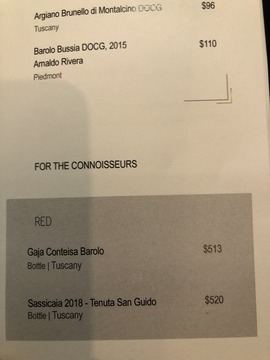 Argiano Brunello di Montalcino DOCG $96
Tuscany
Barolo Bussia DOCG, 2015 $110
Arnaldo Rivera
Piedmont
FOR THE CONNOISSEURS
RED
Gaja Conteisa Barolo $513
Bottle | Tuscany
Sassicaia 2018 - Tenuta San Guido $520
Bottle | Tuscany